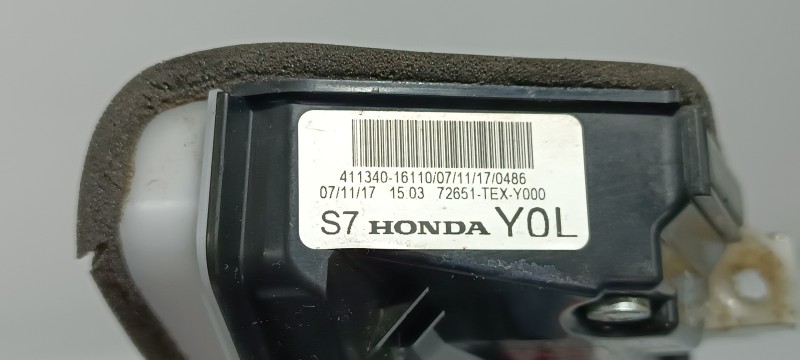 411340-16110/07/11/17/0486
07/11/17 15.03 72651-TEX-Y000
S7 HONDA Y0L